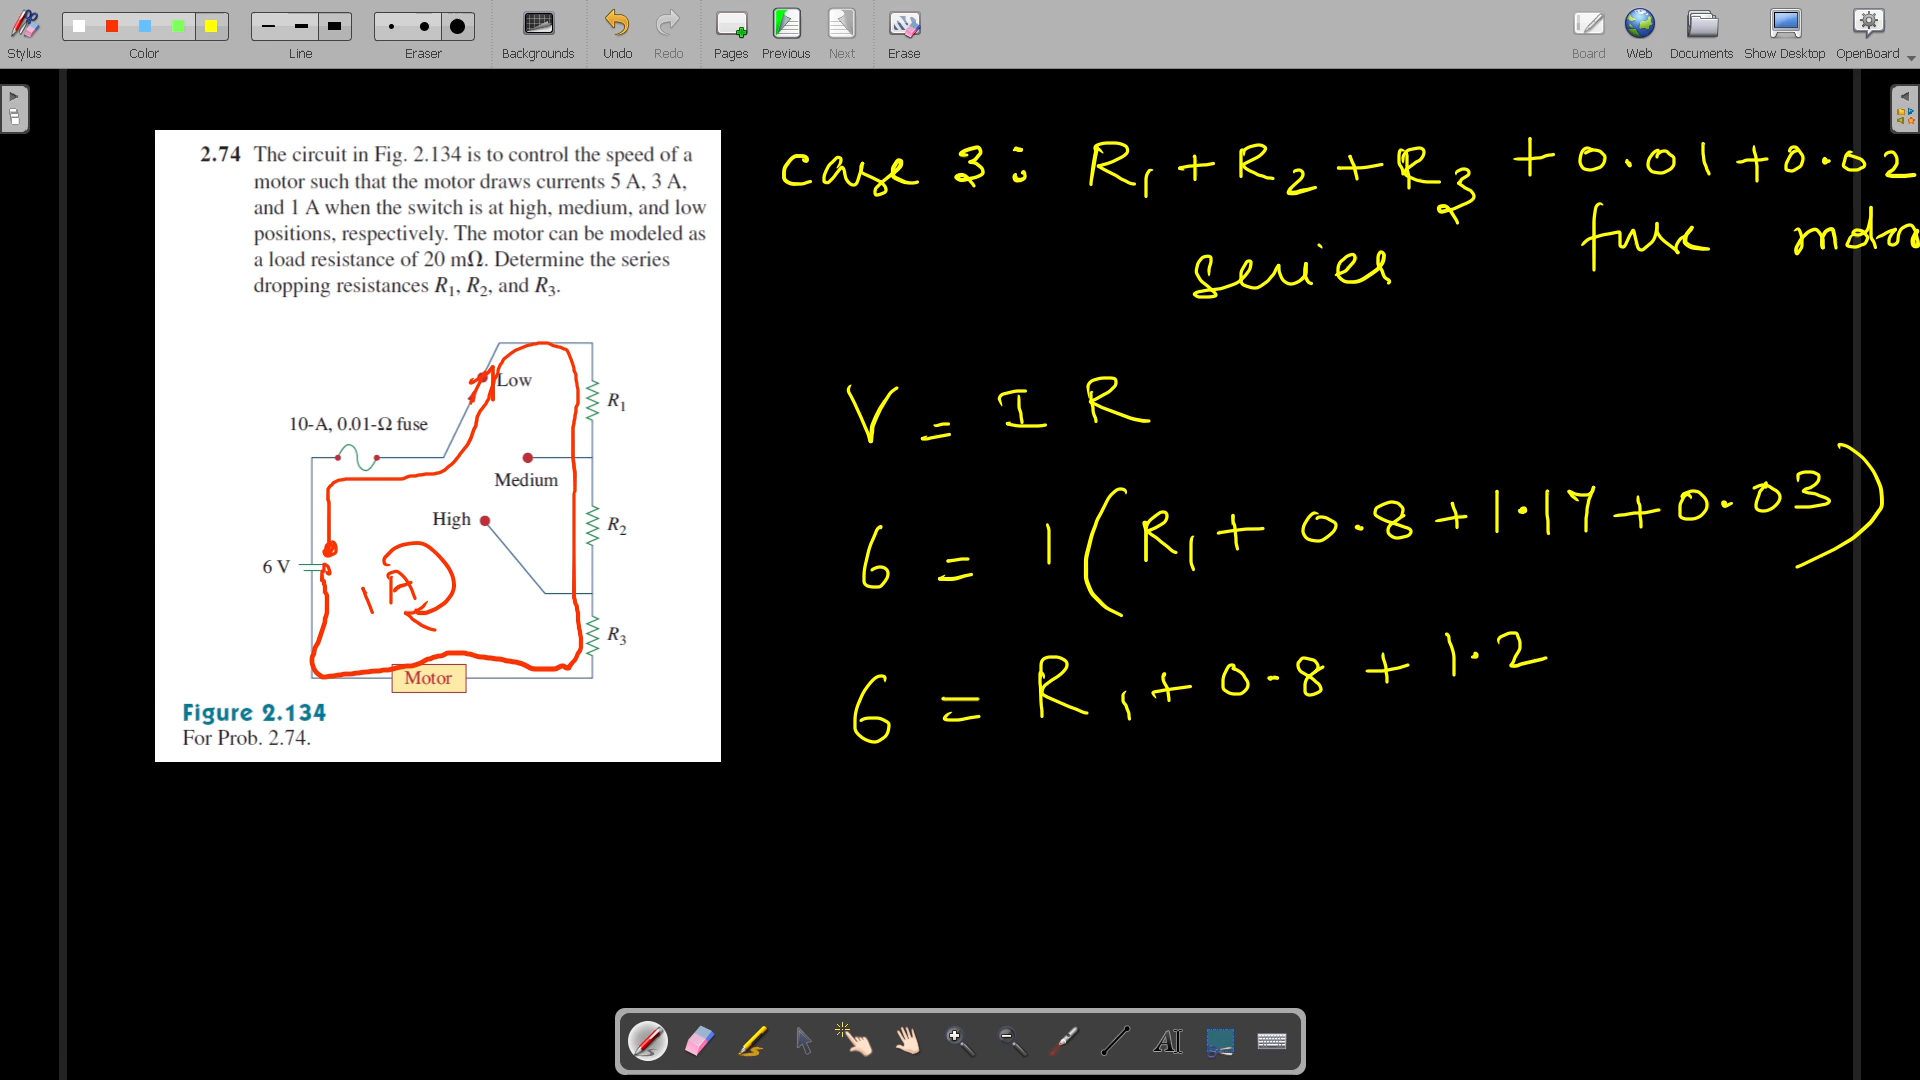 Stylus Color Line Eraser Backgrounds Undo Redo Pages Previous Next Erase Board Web Documents Show Desktop OpenBoard
2.74 The circuit in Fig. 2.134 is to control the speed of a
motor such that the motor draws currents 5 A, 3 A,
and 1 A when the switch is at high, medium, and low
positions, respectively. The motor can be modeled as
a load resistance of 20 mΩ. Determine the series
dropping resistances R₁, R₂, and R₃.
Low
R₁
10-A, 0.01-Ω fuse
Medium
High
R₂
6 V
1A
R₃
Motor
Figure 2.134
For Prob. 2.74.
case 3: R₁ + R₂ + R₃ + 0.01 + 0.02
series fuse motor
V = I R
6 = 1 (R₁ + 0.8 + 1.17 + 0.03)
6 = R₁ + 0.8 + 1.2
AI